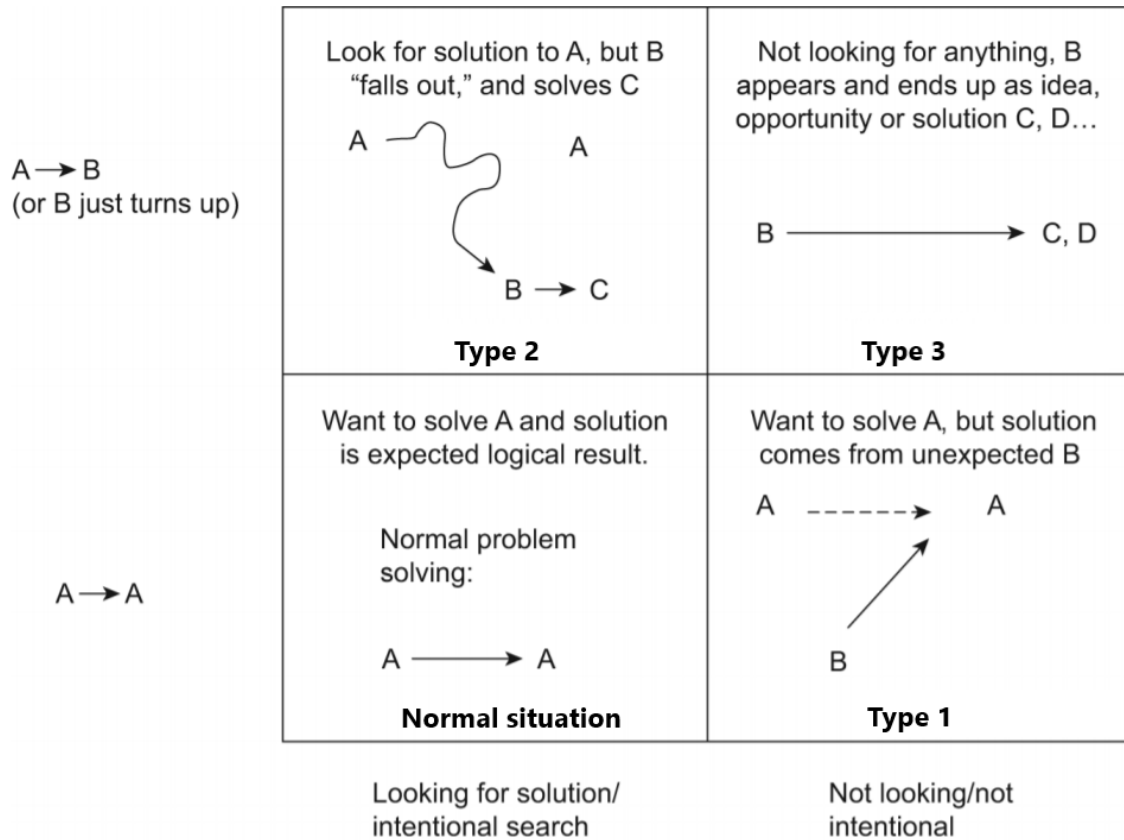 Look for solution to A, but B
“falls out,” and solves C
A
A
B → C
Type 2
Not looking for anything, B
appears and ends up as idea,
opportunity or solution C, D…
B → C, D
Type 3
A → B
(or B just turns up)
Want to solve A and solution
is expected logical result.
Normal problem
solving:
A → A
Normal situation
Want to solve A, but solution
comes from unexpected B
A
A
B
Type 1
A → A
Looking for solution/
intentional search
Not looking/not
intentional